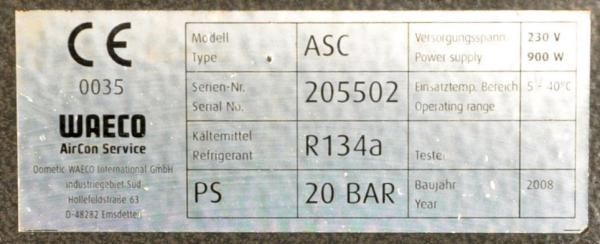 CE
0035
WAECO
AirCon Service
Dometic WAECO International GmbH
Industriegebiet Süd
Hollefeldstraße 63
D-48282 Emsdetten
Modell ASC Versorgungsspann. 230 V
Type Power supply 900 W
Serien-Nr. 205502 Einsatztemp. Bereich 5 - 40°C
Serial No. Operating range
Kältemittel R134a
Refrigerant Tester
PS 20 BAR Baujahr 2008
Year